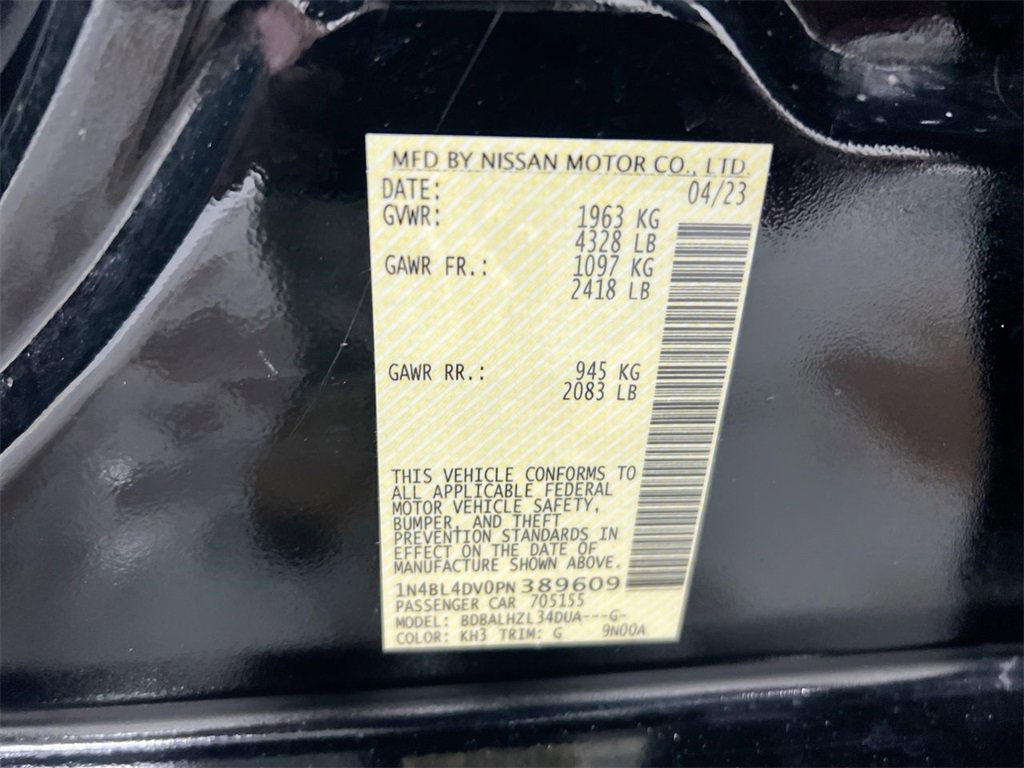 MFD BY NISSAN MOTOR CO., LTD.
DATE: 04/23
GVWR: 1963 KG
4328 LB
GAWR FR.: 1097 KG
2418 LB
GAWR RR.: 945 KG
2083 LB
THIS VEHICLE CONFORMS TO
ALL APPLICABLE FEDERAL
MOTOR VEHICLE SAFETY,
BUMPER, AND THEFT
PREVENTION STANDARDS IN
EFFECT ON THE DATE OF
MANUFACTURE SHOWN ABOVE.
1N4BL4DV0PN389609
PASSENGER CAR 705155
MODEL: BDBALHZL34DUA---G-
COLOR: KH3 TRIM: G 9N00A